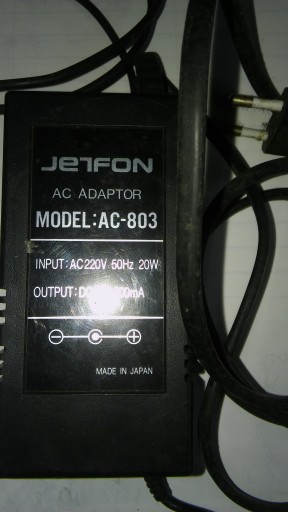 JETFON
AC ADAPTOR
MODEL:AC-803
INPUT:AC220V 50Hz 20W
OUTPUT:DC
MADE IN JAPAN